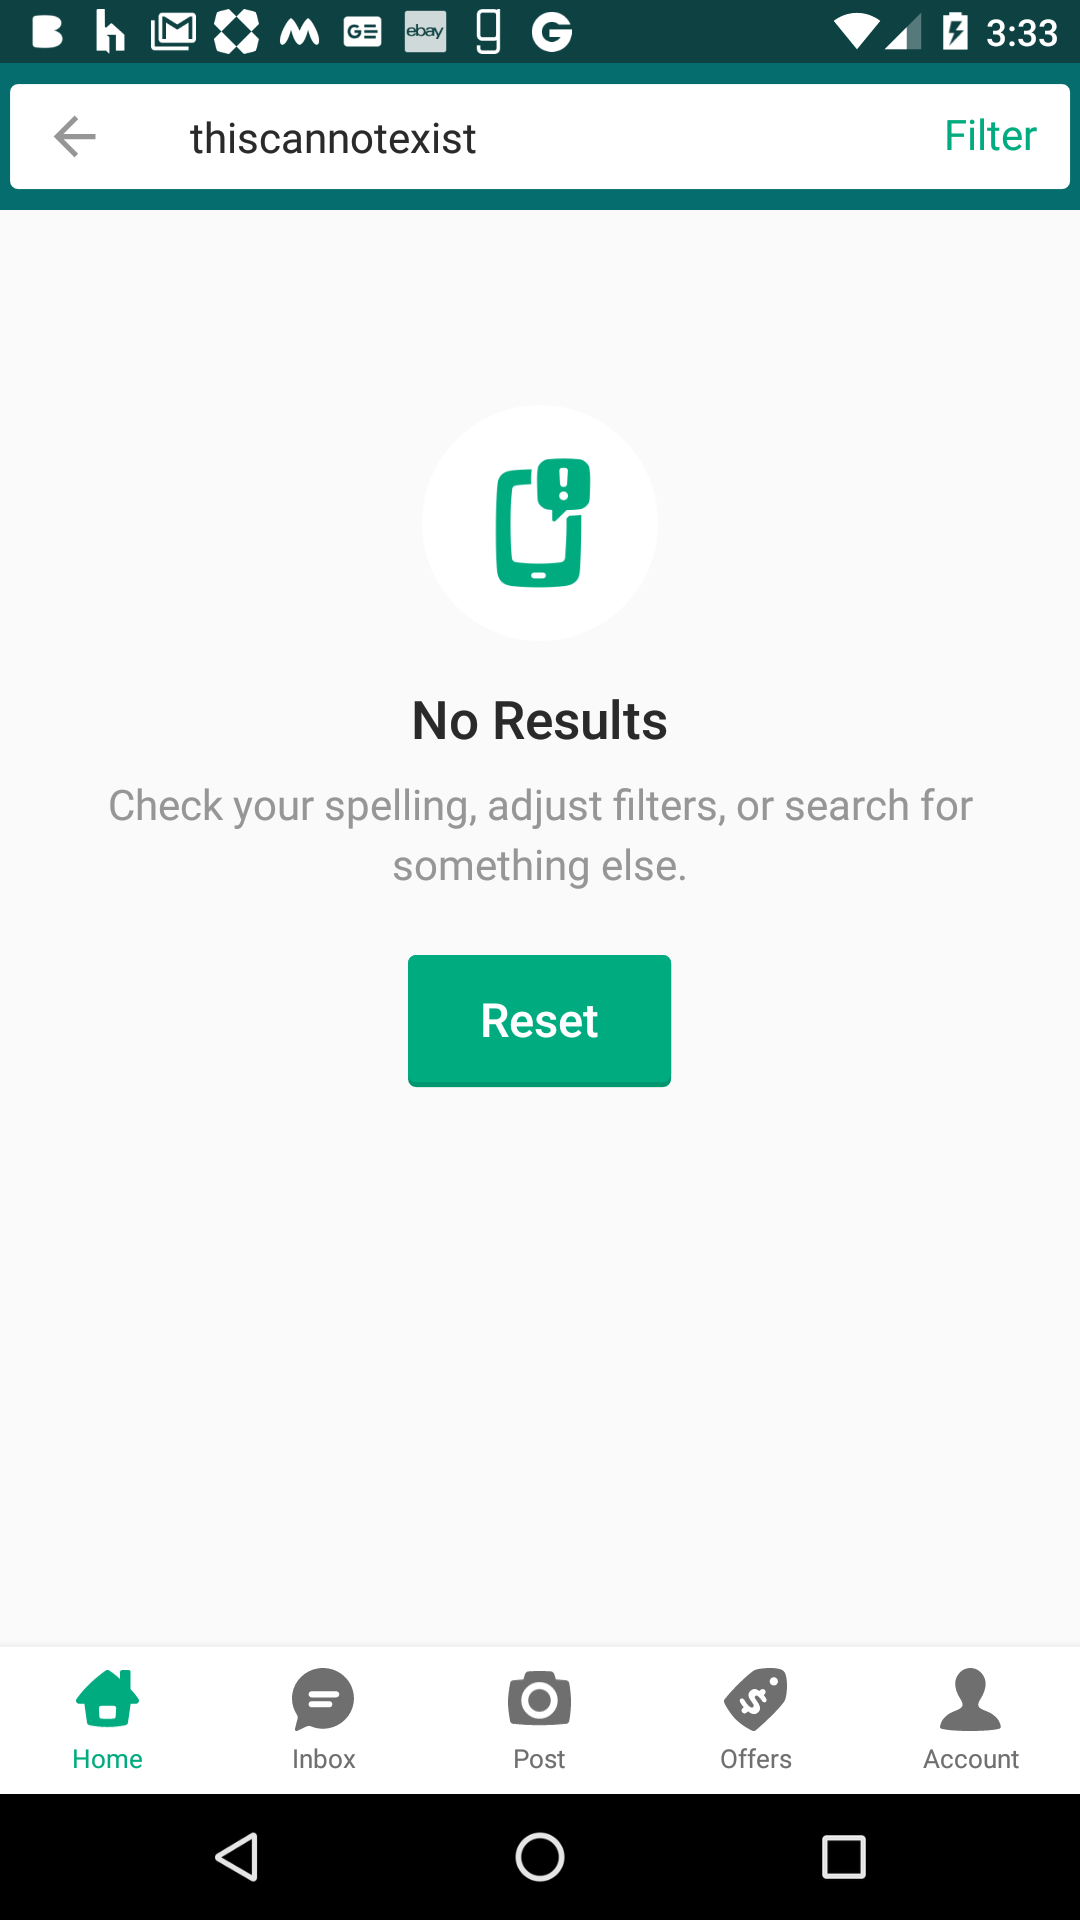 3:33
thiscannotexist
Filter
No Results
Check your spelling, adjust filters, or search for
something else.
Reset
Home
Inbox
Post
Offers
Account